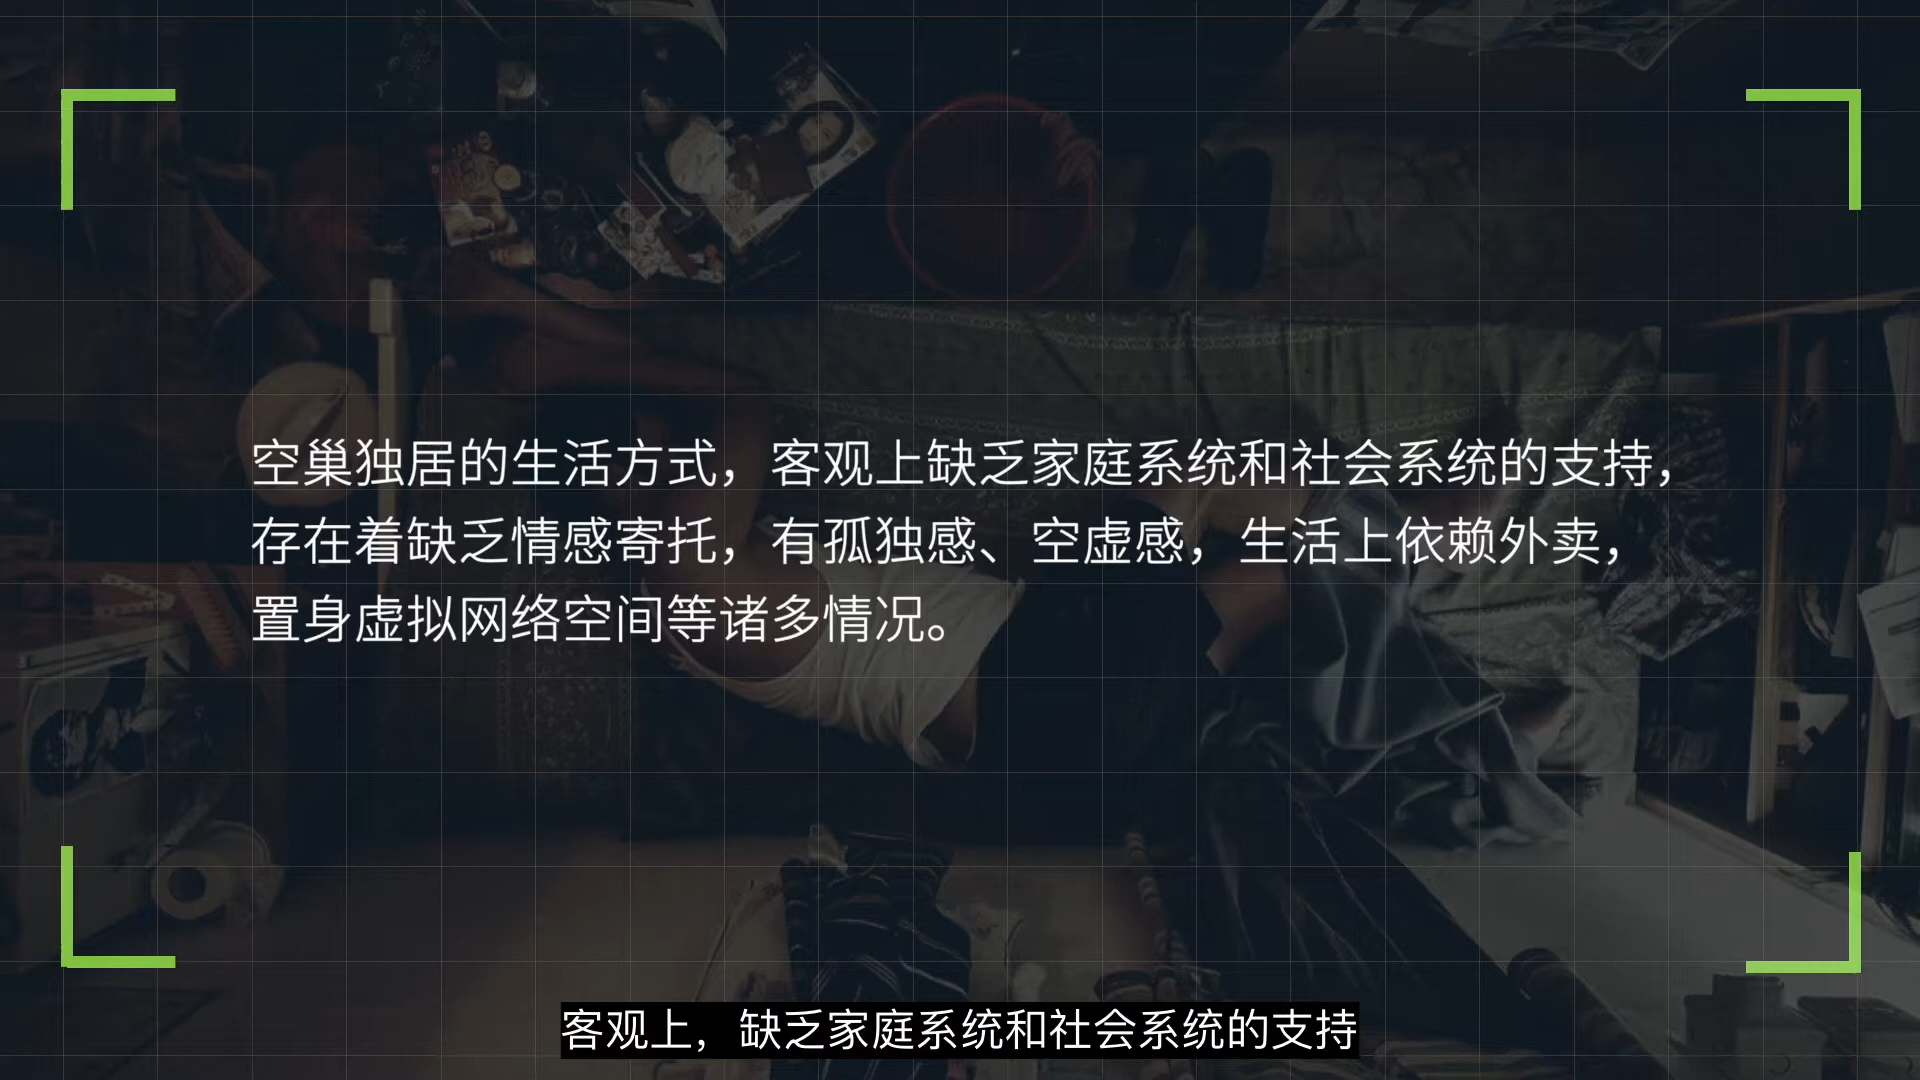 空巢独居的生活方式，客观上缺乏家庭系统和社会系统的支持，
存在着缺乏情感寄托，有孤独感、空虚感，生活上依赖外卖，
置身虚拟网络空间等诸多情况。
客观上，缺乏家庭系统和社会系统的支持